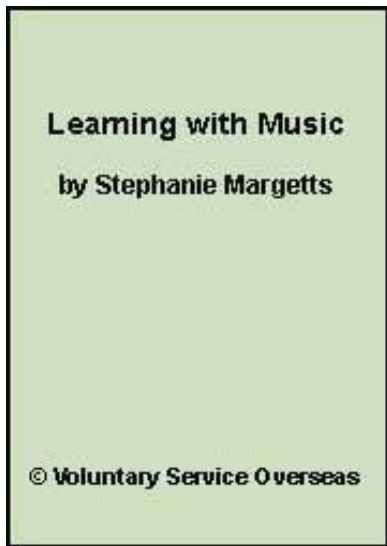 Learning with Music
by Stephanie Margetts
© Voluntary Service Overseas